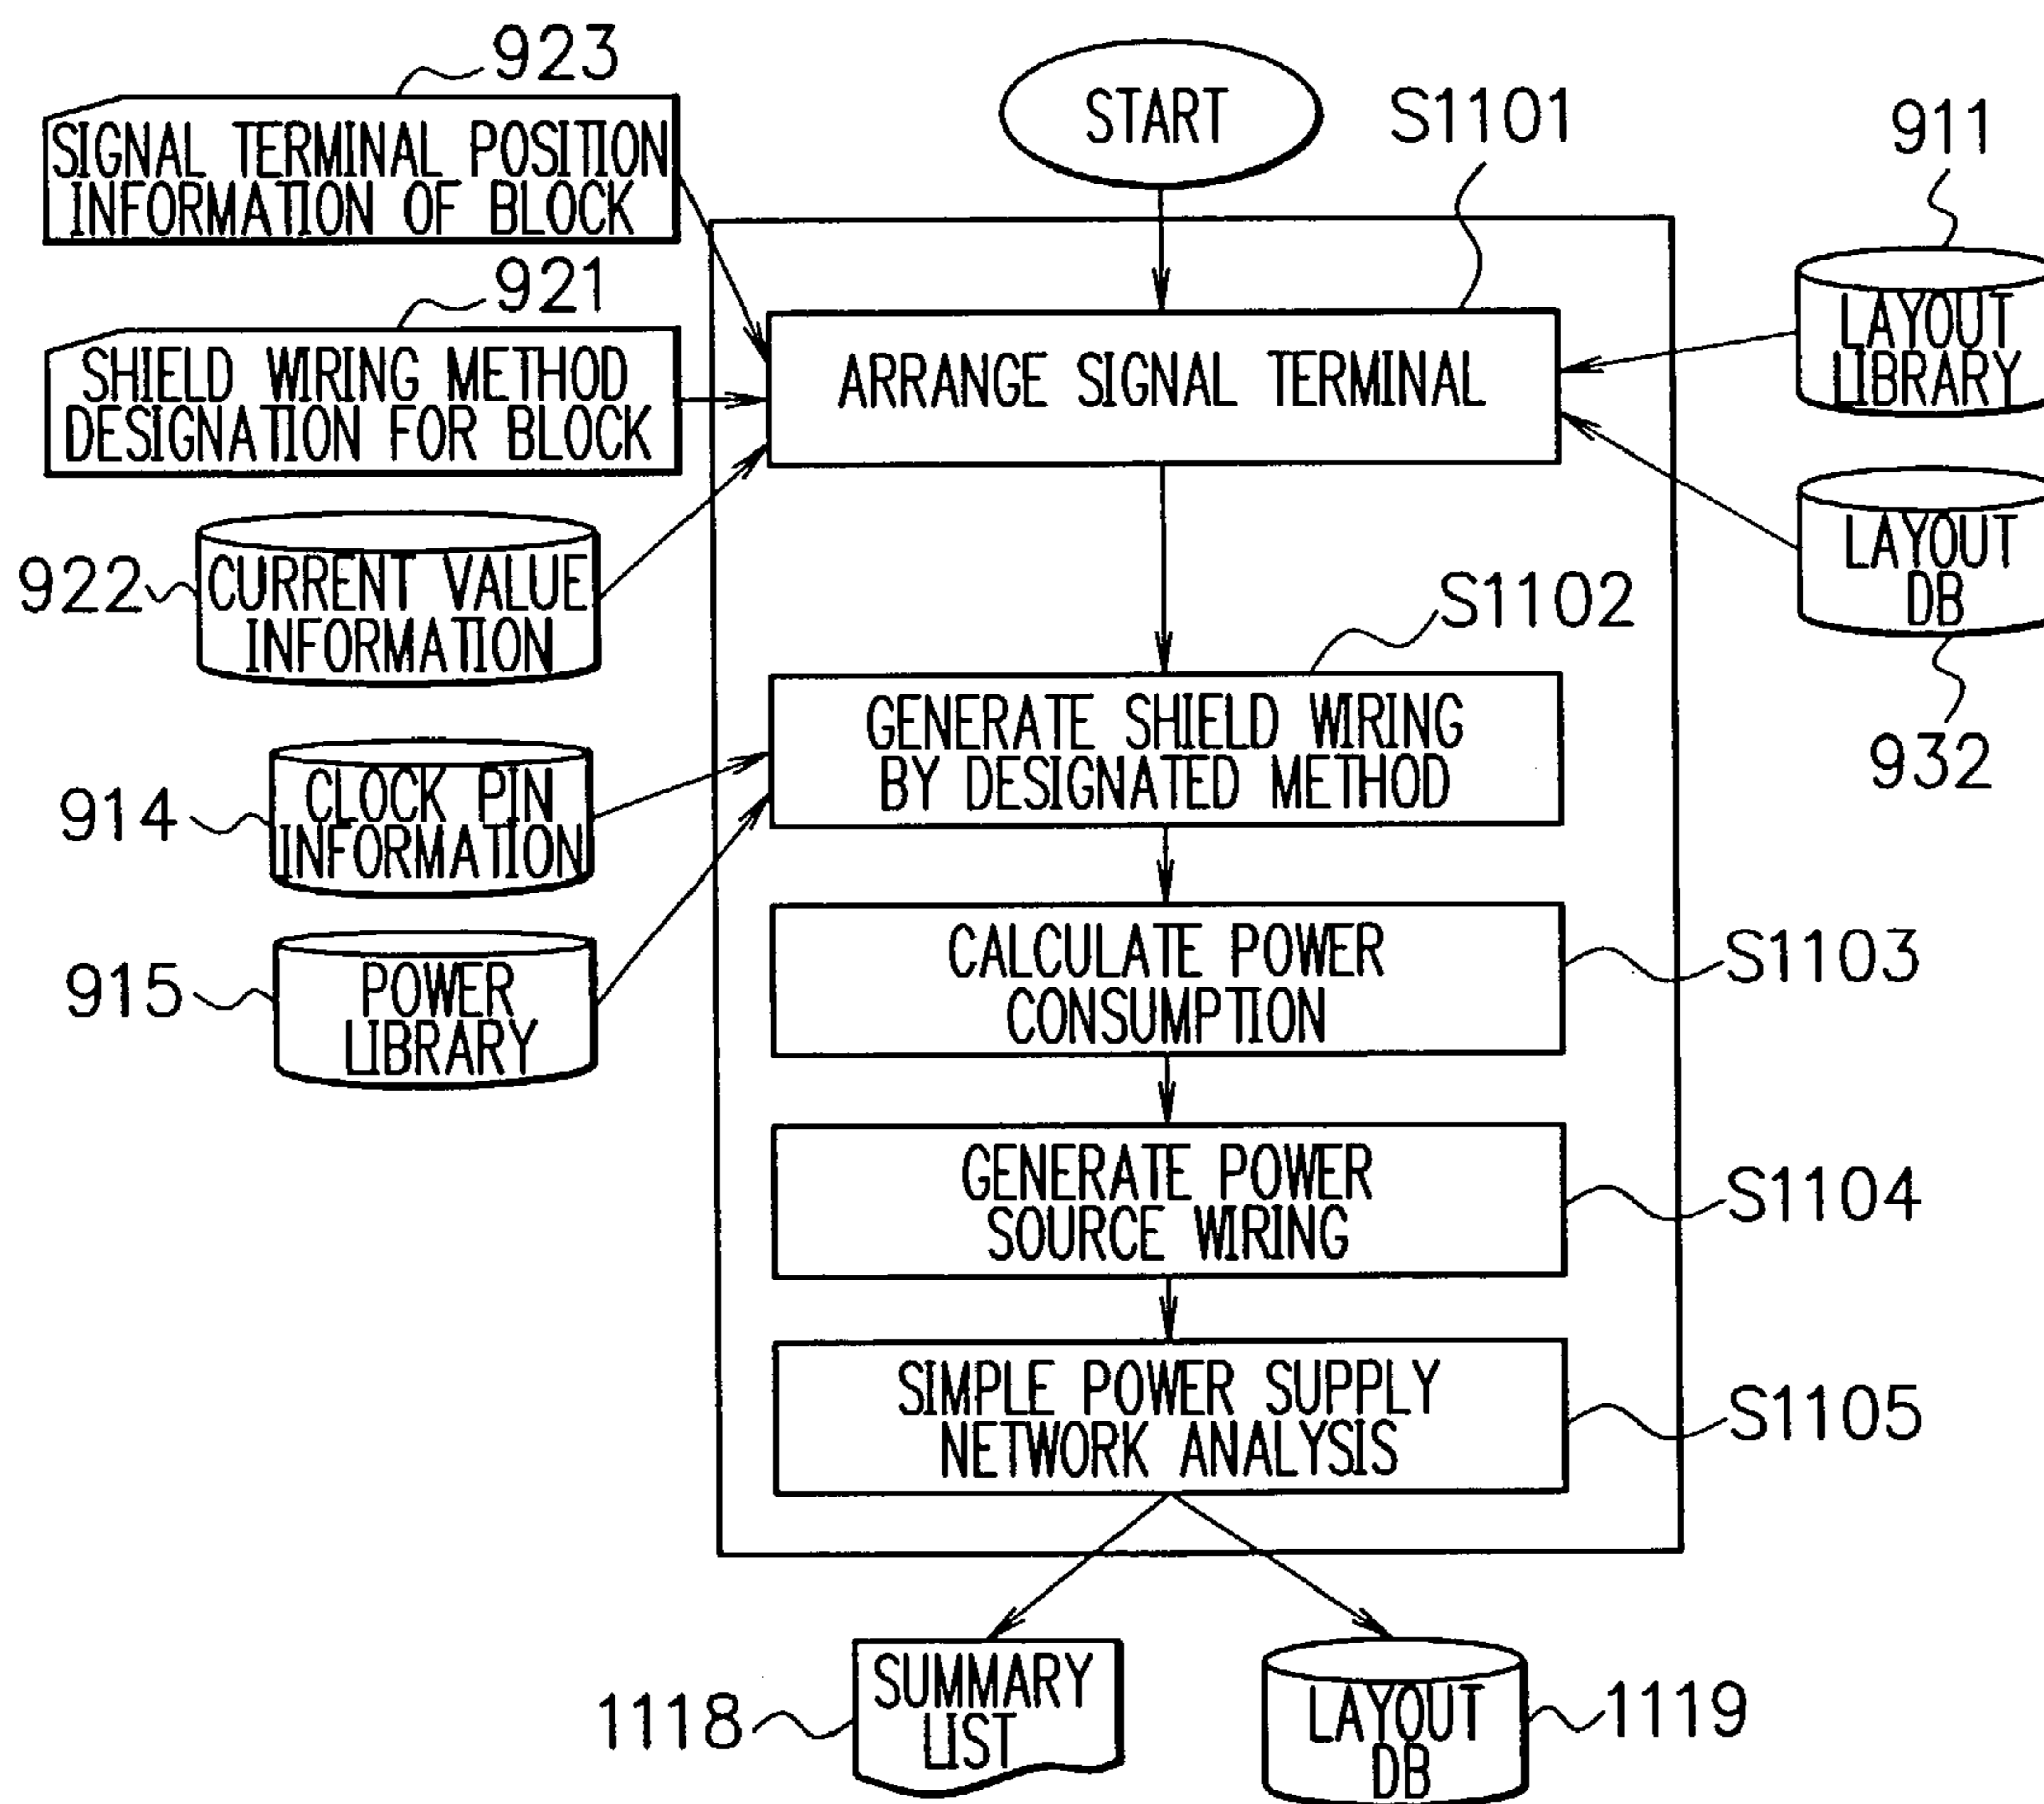 923
SIGNAL TERMINAL POSITION
INFORMATION OF BLOCK
START
S1101
911
921
SHIELD WIRING METHOD
DESIGNATION FOR BLOCK
ARRANGE SIGNAL TERMINAL
LAYOUT
LIBRARY
922
CURRENT VALUE
INFORMATION
LAYOUT
DB
932
S1102
GENERATE SHIELD WIRING
BY DESIGNATED METHOD
914
CLOCK PIN
INFORMATION
915
POWER
LIBRARY
CALCULATE POWER
CONSUMPTION
S1103
GENERATE POWER
SOURCE WIRING
S1104
SIMPLE POWER SUPPLY
NETWORK ANALYSIS
S1105
1118
SUMMARY
LIST
LAYOUT
DB
1119